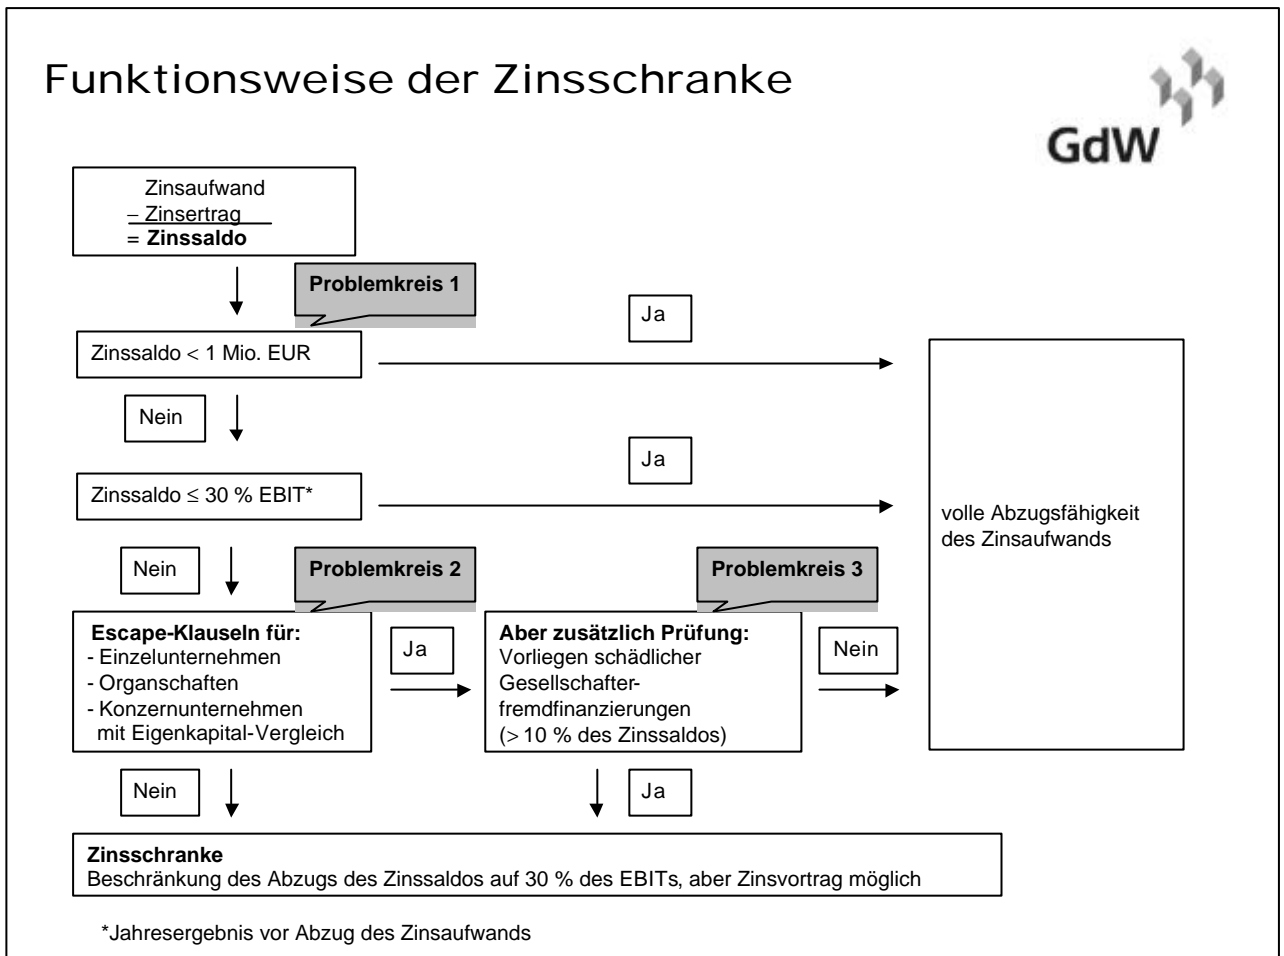 Funktionsweise der Zinsschranke
GdW
Zinsaufwand
– Zinsertrag
= Zinssaldo
Problemkreis 1
Ja
Zinssaldo < 1 Mio. EUR
Nein
Ja
Zinssaldo ≤ 30 % EBIT*
volle Abzugsfähigkeit
des Zinsaufwands
Nein
Problemkreis 2
Problemkreis 3
Escape-Klauseln für:
- Einzelunternehmen
- Organschaften
- Konzernunternehmen
mit Eigenkapital-Vergleich
Ja
Aber zusätzlich Prüfung:
Vorliegen schädlicher
Gesellschafter-
fremdfinanzierungen
(> 10 % des Zinssaldos)
Nein
Nein
Ja
Zinsschranke
Beschränkung des Abzugs des Zinssaldos auf 30 % des EBITs, aber Zinsvortrag möglich
*Jahresergebnis vor Abzug des Zinsaufwands